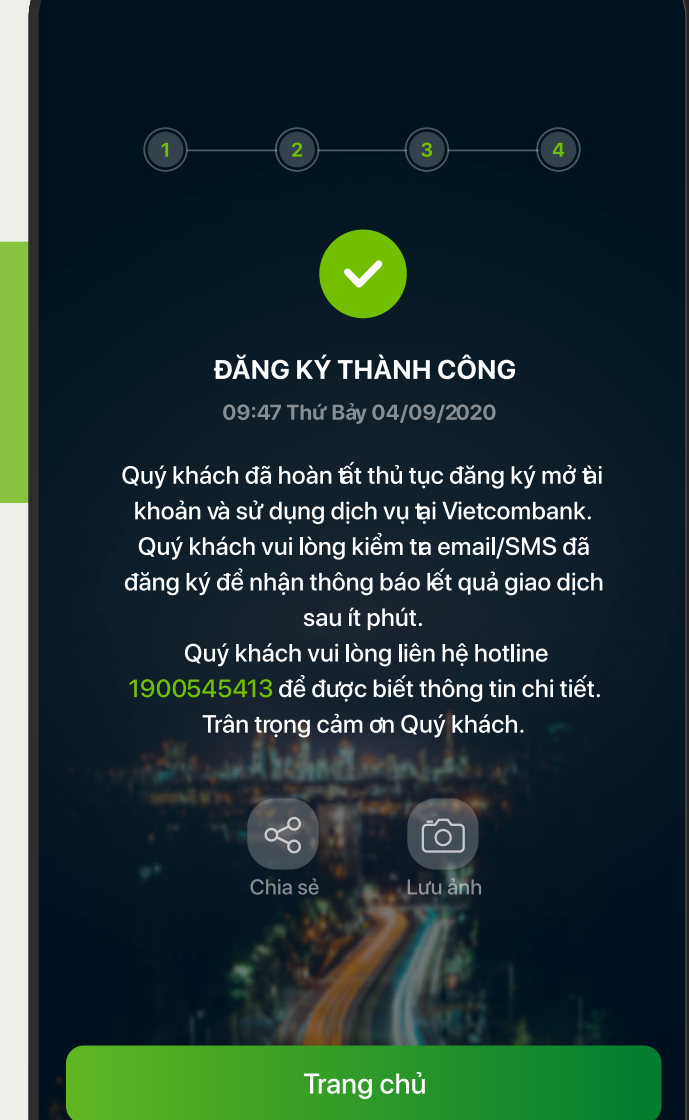 1 2 3 4
ĐĂNG KÝ THÀNH CÔNG
09:47 Thứ Bảy 04/09/2020
Quý khách đã hoàn tất thủ tục đăng ký mở tài
khoản và sử dụng dịch vụ tại Vietcombank.
Quý khách vui lòng kiểm tra email/SMS đã
đăng ký để nhận thông báo kết quả giao dịch
sau ít phút.
Quý khách vui lòng liên hệ hotline
1900545413 để được biết thông tin chi tiết.
Trân trọng cảm ơn Quý khách.
Chia sẻ Lưu ảnh
Trang chủ